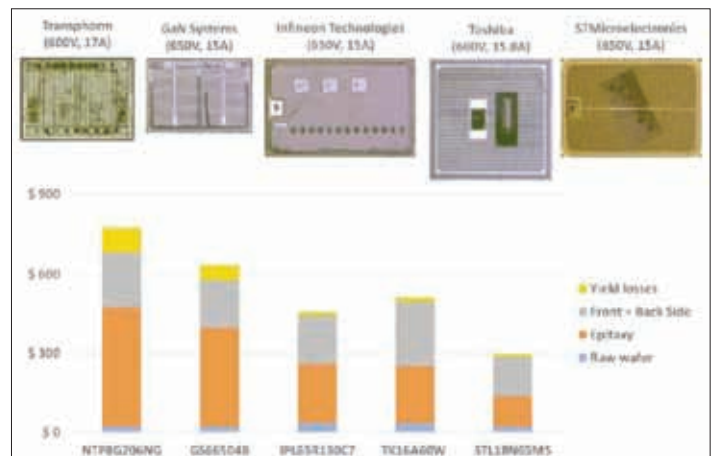 Transphorm
(600V, 17A)
GaN Systems
(650V, 15A)
Infineon Technologies
(650V, 15A)
Toshiba
(600V, 15.8A)
STMicroelectronics
(650V, 15A)
$ 900
$ 600
$ 300
$ 0
Yield losses
Front + Back Side
Epitaxy
Raw wafer
NTP8G206NG
GS66504B
IPL65R130C7
TK16A60W
STL18N65M5